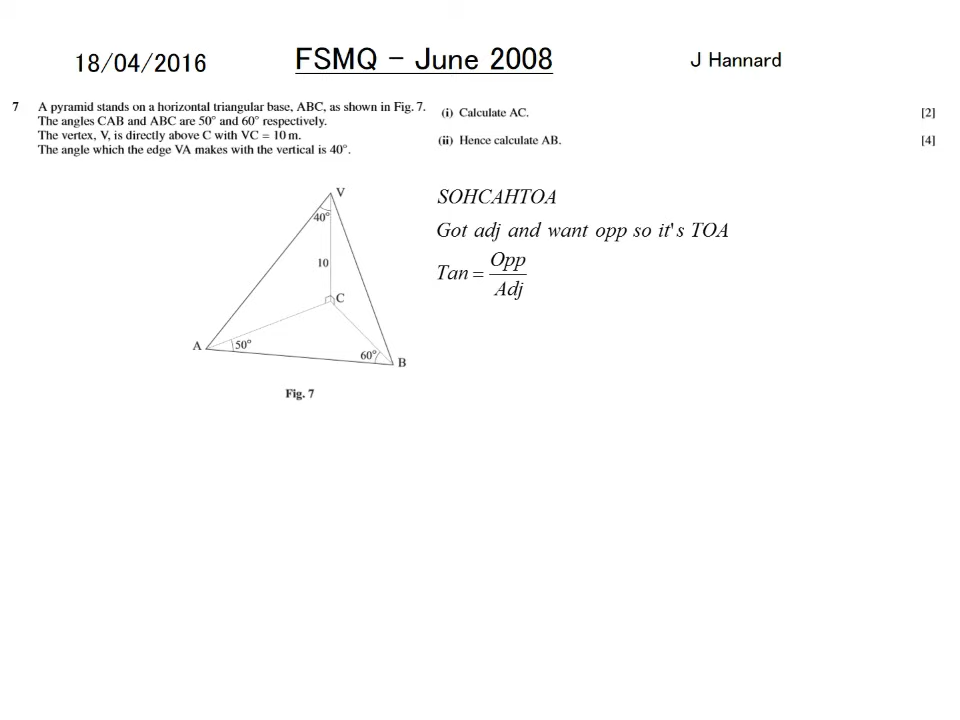 18/04/2016 FSMQ - June 2008 J Hannard
7 A pyramid stands on a horizontal triangular base, ABC, as shown in Fig. 7.
The angles CAB and ABC are 50° and 60° respectively.
The vertex, V, is directly above C with VC = 10 m.
The angle which the edge VA makes with the vertical is 40°.
V
40°
10
C
A
50°
60°
B
Fig. 7
(i) Calculate AC. [2]
(ii) Hence calculate AB. [4]
SOHCAHTOA
Got adj and want opp so it's TOA
Tan = Opp
Adj